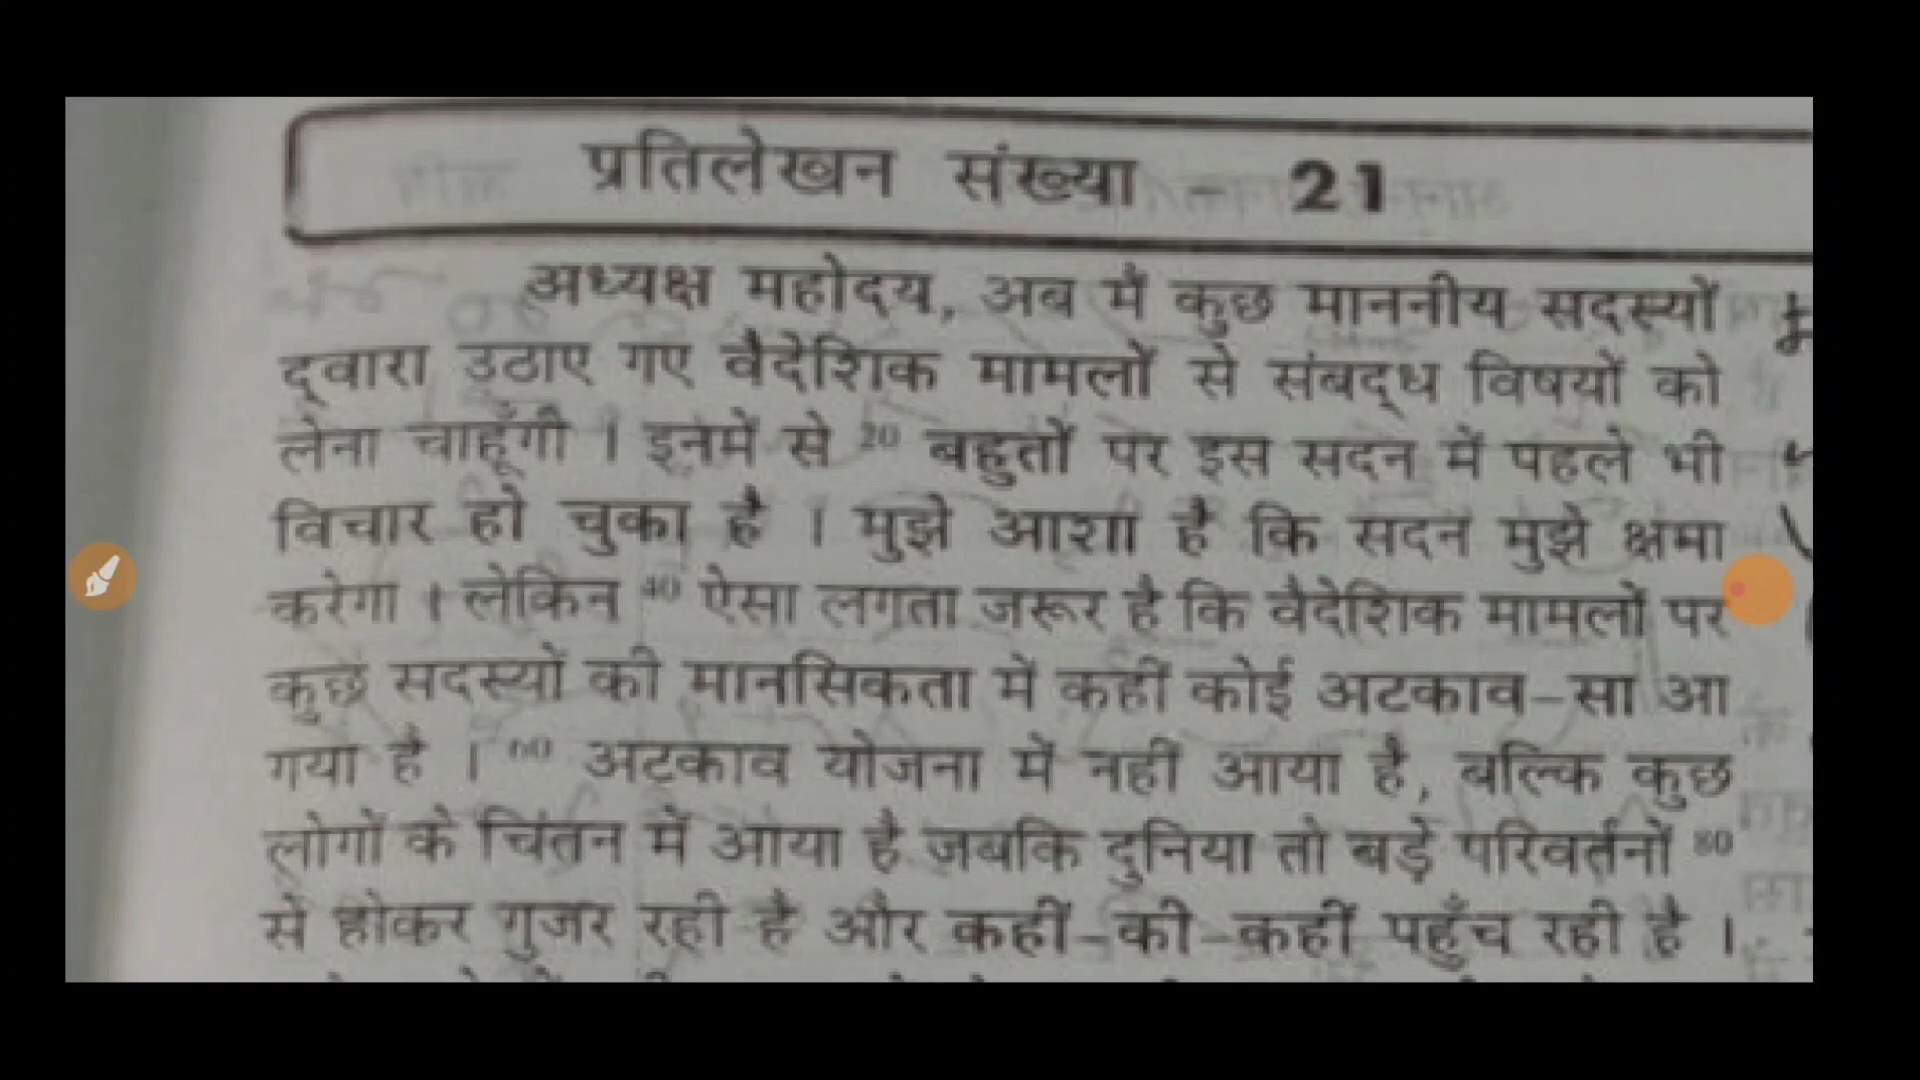 प्रतिलेखन संख्या - 21
अध्यक्ष महोदय, अब मैं कुछ माननीय सदस्यों
द्वारा उठाए गए वैदेशिक मामलों से संबद्ध विषयों को
लेना चाहूँगी । इनमें से 20 बहुतों पर इस सदन में पहले भी
विचार हो चुका है । मुझे आशा है कि सदन मुझे क्षमा
करेगा । लेकिन 40 ऐसा लगता जरूर है कि वैदेशिक मामलों पर
कुछ सदस्यों की मानसिकता में कहीं कोई अटकाव-सा आ
गया है । 60 अटकाव योजना में नहीं आया है, बल्कि कुछ
लोगों के चिंतन में आया है जबकि दुनिया तो बड़े परिवर्तनों 80
से होकर गुजर रही है और कहीं-की-कहीं पहुँच रही है ।